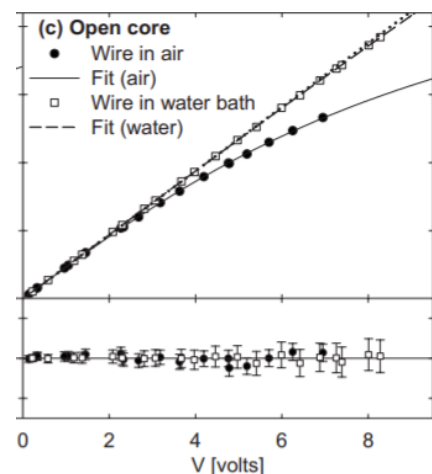 (c) Open core
Wire in air
Fit (air)
Wire in water bath
Fit (water)
0 2 4 6 8
V [volts]